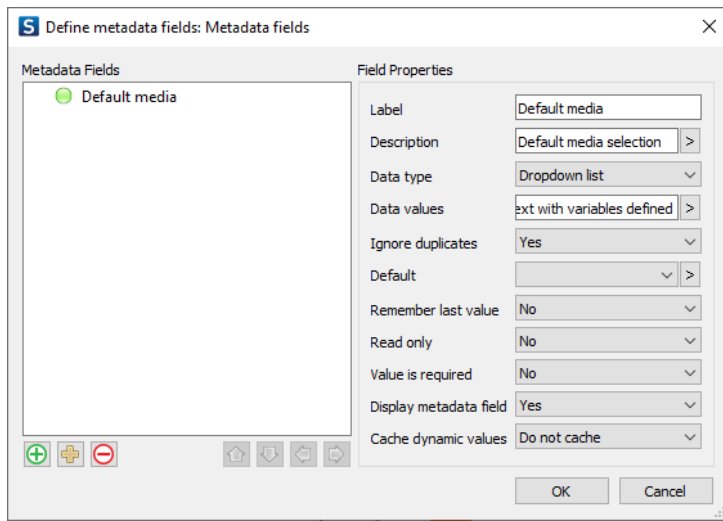 S Define metadata fields: Metadata fields
Metadata Fields
Default media
Field Properties
Label Default media
Description Default media selection >
Data type Dropdown list
Data values ext with variables defined >
Ignore duplicates Yes
Default >
Remember last value No
Read only No
Value is required No
Display metadata field Yes
Cache dynamic values Do not cache
OK Cancel